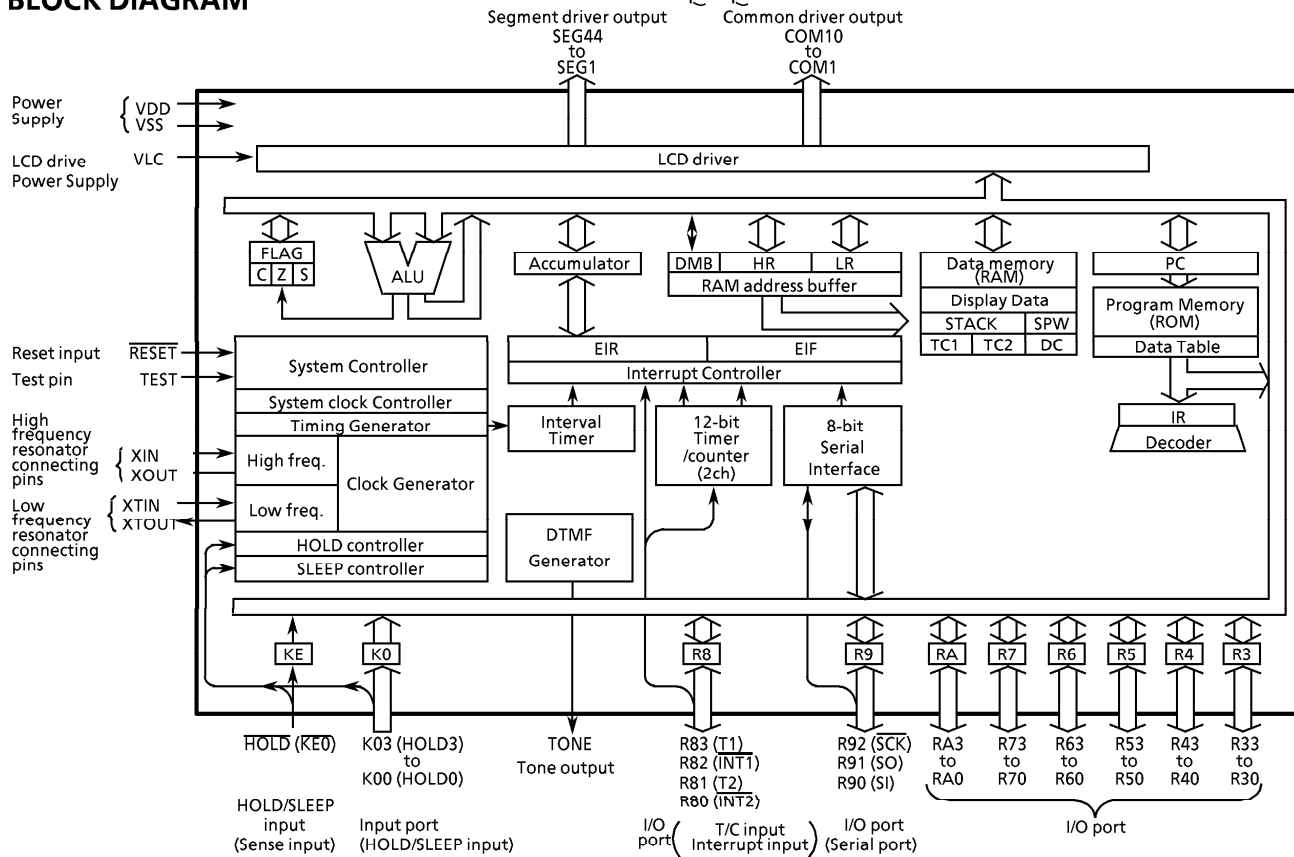 BLOCK DIAGRAM
Segment driver output
SEG44
to
SEG1
Common driver output
COM10
to
COM1
Power
Supply
VDD
VSS
LCD drive
Power Supply
VLC
LCD driver
FLAG
C Z S
ALU
Accumulator
DMB HR LR
RAM address buffer
Data memory
(RAM)
Display Data
STACK SPW
TC1 TC2 DC
PC
Program Memory
(ROM)
Data Table
IR
Decoder
Reset input RESET
Test pin TEST
System Controller
System clock Controller
Timing Generator
High freq.
Clock Generator
Low freq.
HOLD controller
SLEEP controller
High
frequency
resonator
connecting
pins
XIN
XOUT
Low
frequency
resonator
connecting
pins
XTIN
XTOUT
EIR EIF
Interrupt Controller
Interval
Timer
12-bit
Timer
/counter
(2ch)
8-bit
Serial
Interface
DTMF
Generator
KE K0 R8 R9 RA R7 R6 R5 R4 R3
HOLD (KE0)
HOLD/SLEEP
input
(Sense input)
K03 (HOLD3)
to
K00 (HOLD0)
Input port
(HOLD/SLEEP input)
TONE
Tone output
R83 (T1)
R82 (INT1)
R81 (T2)
R80 (INT2)
I/O
port
( T/C input
Interrupt input )
R92 (SCK)
R91 (SO)
R90 (SI)
I/O port
(Serial port)
RA3
to
RA0
R73
to
R70
R63
to
R60
R53
to
R50
R43
to
R40
R33
to
R30
I/O port